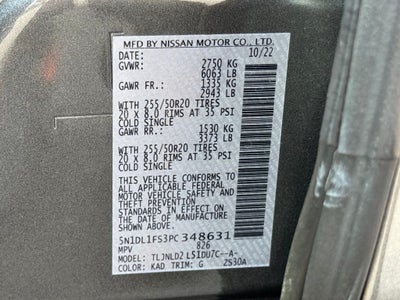 MFD BY NISSAN MOTOR CO., LTD.
DATE: 10/22
GVWR: 2750 KG
6063 LB
GAWR FR.: 1335 KG
2943 LB
WITH 255/50R20 TIRES
20 x 8.0 RIMS AT 35 PSI
COLD SINGLE
GAWR RR.: 1530 KG
3373 LB
WITH 255/50R20 TIRES
20 x 8.0 RIMS AT 35 PSI
COLD SINGLE
THIS VEHICLE CONFORMS TO ALL
APPLICABLE FEDERAL MOTOR
VEHICLE SAFETY AND
THEFT PREVENTION
STANDARDS IN EFFECT ON THE
DATE OF MANUFACTURE
SHOWN ABOVE.
5N1DL1FS3PC348631
MPV 826
TLJNLD2L51DU7C--A-
COLOR: KAD TRIM: G ZS30A